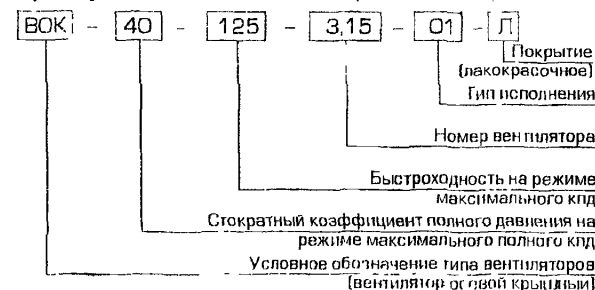 ВОК - 40 - 125 - 3,15 - 01 - Л
Покрытие
(лакокрасочное)
Тип исполнения
Номер вентилятора
Быстроходность на режиме
максимального кпд
Стократный коэффициент полного давления на
режиме максимального полного кпд
Условное обозначение типа вентиляторов
(вентилятор осевой крышный)